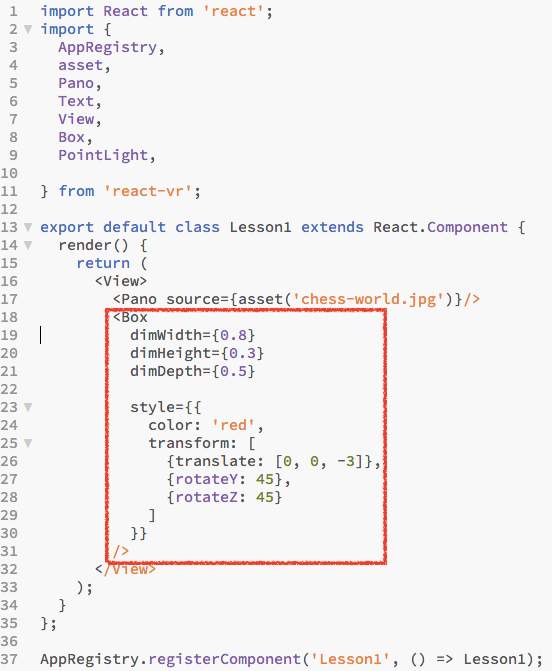 1 import React from 'react';
2 import {
3 AppRegistry,
4 asset,
5 Pano,
6 Text,
7 View,
8 Box,
9 PointLight,
10
11 } from 'react-vr';
12
13 export default class Lesson1 extends React.Component {
14 render() {
15 return (
16 <View>
17 <Pano source={asset('chess-world.jpg')}/>
18 <Box
19 dimWidth={0.8}
20 dimHeight={0.3}
21 dimDepth={0.5}
22
23 style={{
24 color: 'red',
25 transform: [
26 {translate: [0, 0, -3]},
27 {rotateY: 45},
28 {rotateZ: 45}
29 ]
30 }}
31 />
32 </View>
33 );
34 }
35 };
36
37 AppRegistry.registerComponent('Lesson1', () => Lesson1);